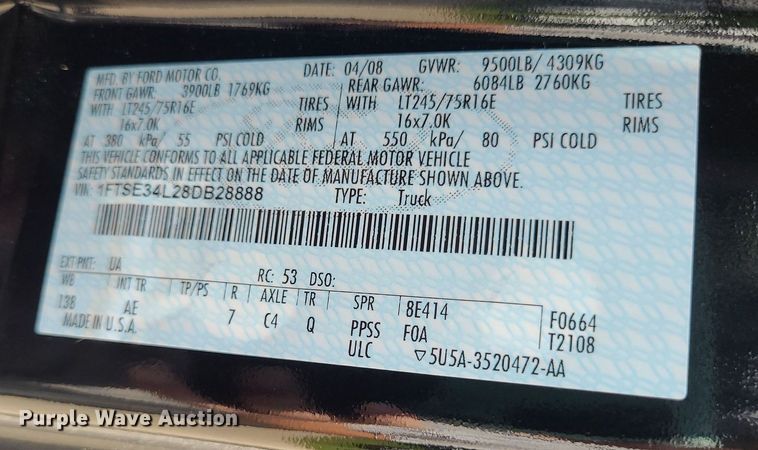 MFD. BY FORD MOTOR CO. DATE: 04/08 GVWR: 9500LB/ 4309KG
FRONT GAWR: 3900LB 1769KG REAR GAWR: 6084LB 2760KG
WITH LT245/75R16E TIRES WITH LT245/75R16E TIRES
16x7.0K RIMS 16x7.0K RIMS
AT 380 kPa/ 55 PSI COLD AT 550 kPa/ 80 PSI COLD
THIS VEHICLE CONFORMS TO ALL APPLICABLE FEDERAL MOTOR VEHICLE
SAFETY STANDARDS IN EFFECT ON THE DATE OF MANUFACTURE SHOWN ABOVE.
VIN: 1FTSE34L28DB28888 TYPE: Truck
EXT PNT: UA RC: 53 DSO:
WB INT TR TP/PS R AXLE TR SPR 8E414 F0664
138 AE 7 C4 Q PPSS F0A T2108
MADE IN U.S.A. ULC ▽5U5A-3520472-AA
Purple Wave Auction